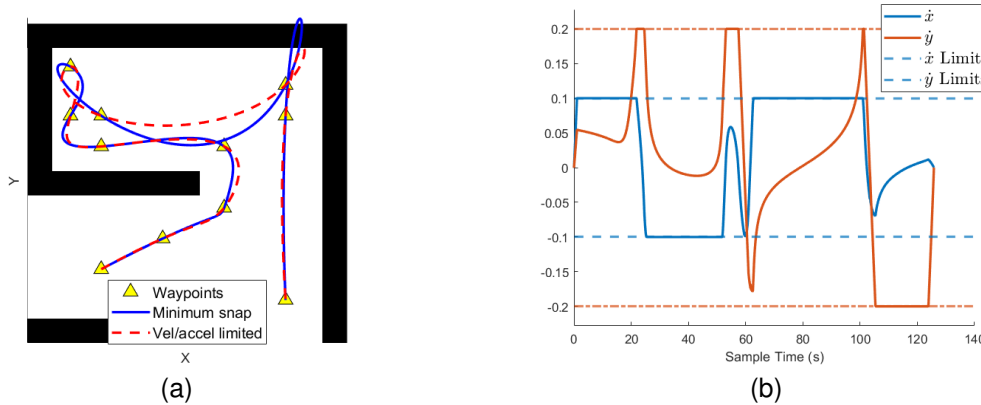 Y
X
Waypoints
Minimum snap
Vel/accel limited
(a)
0.2
0.15
0.1
0.05
0
-0.05
-0.1
-0.15
-0.2
0 20 40 60 80 100 120 140
Sample Time (s)
ẋ
ẏ
ẋ Limit
ẏ Limit
(b)